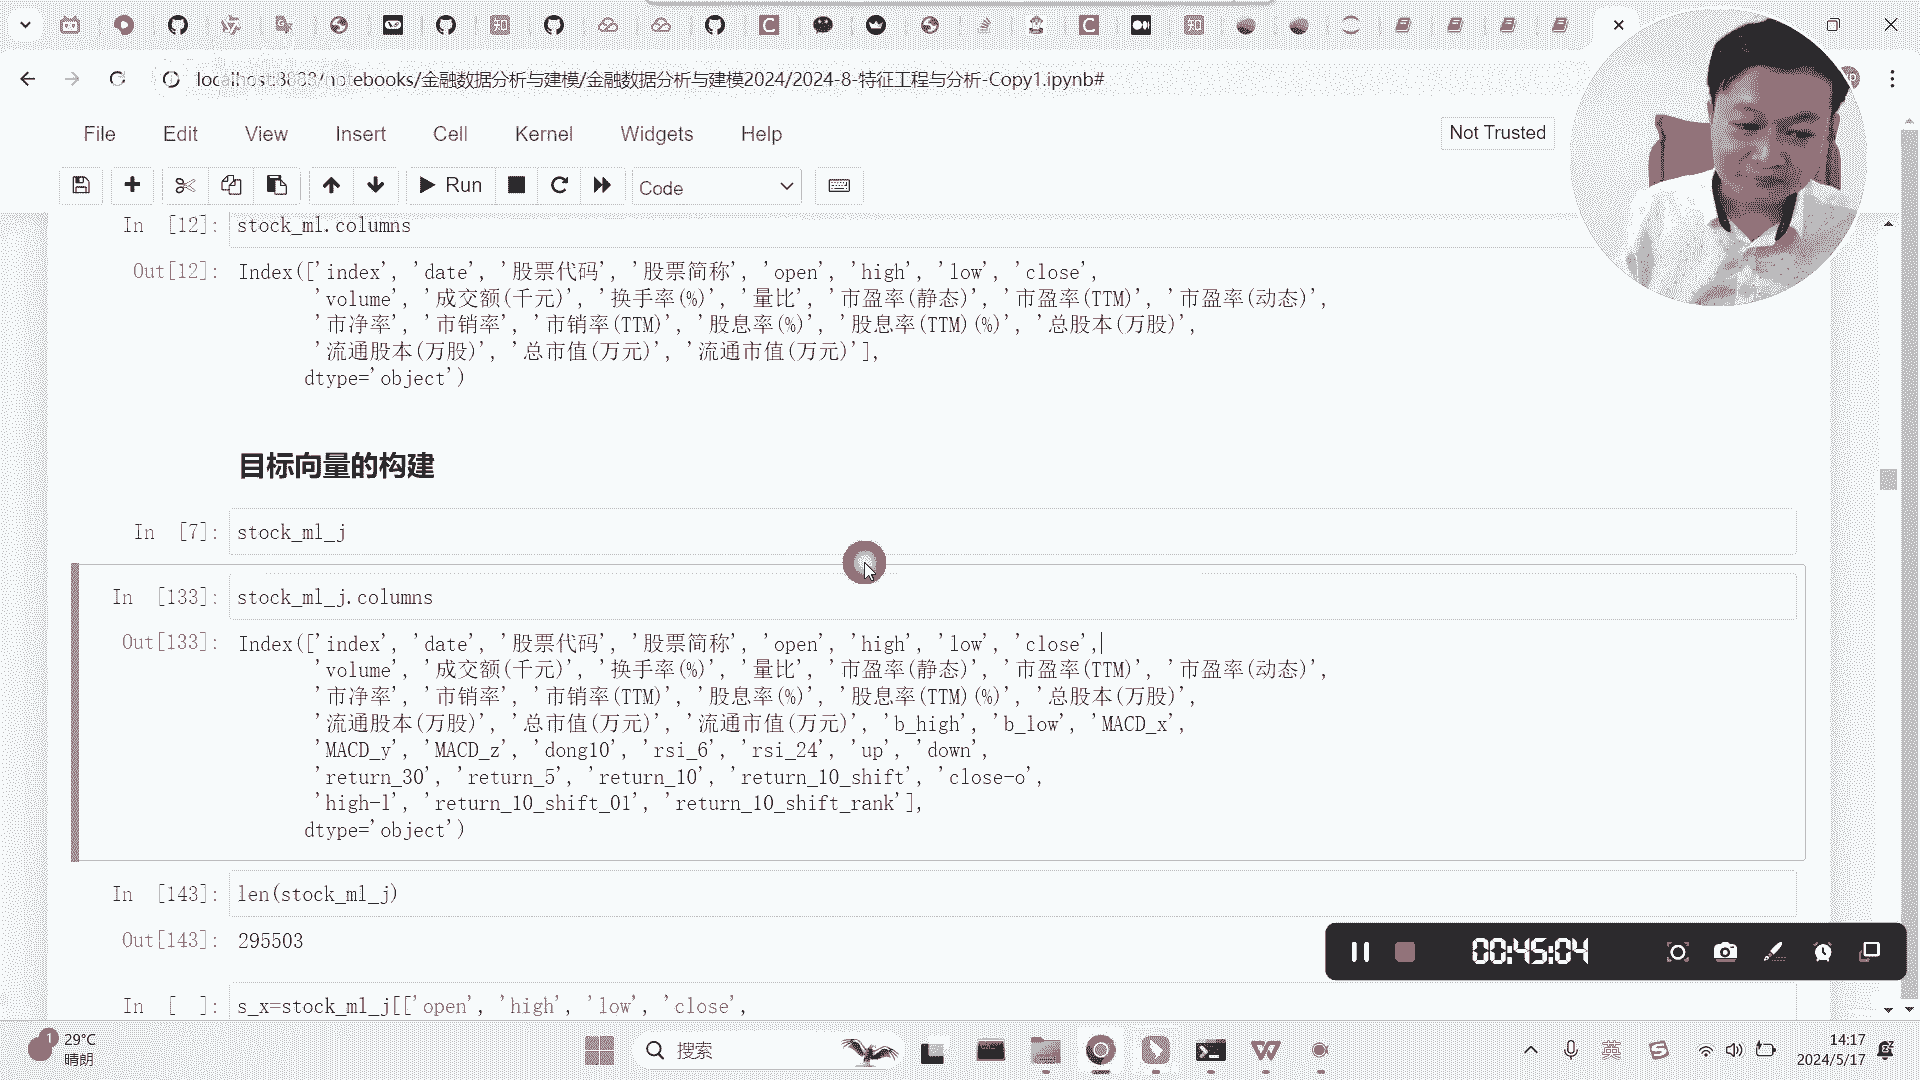 localhost:8888/notebooks/金融数据分析与建模/金融数据分析与建模2024/2024-8-特征工程与分析-Copy1.ipynb#
File Edit View Insert Cell Kernel Widgets Help
Not Trusted
Run
Code
In [12]: stock_ml.columns
Out[12]: Index(['index', 'date', '股票代码', '股票简称', 'open', 'high', 'low', 'close',
'volume', '成交额(千元)', '换手率(%)', '量比', '市盈率(静态)', '市盈率(TTM)', '市盈率(动态)',
'市净率', '市销率', '市销率(TTM)', '股息率(%)', '股息率(TTM)(%)', '总股本(万股)',
'流通股本(万股)', '总市值(万元)', '流通市值(万元)'],
dtype='object')
目标向量的构建
In [7]: stock_ml_j
In [133]: stock_ml_j.columns
Out[133]: Index(['index', 'date', '股票代码', '股票简称', 'open', 'high', 'low', 'close',
'volume', '成交额(千元)', '换手率(%)', '量比', '市盈率(静态)', '市盈率(TTM)', '市盈率(动态)',
'市净率', '市销率', '市销率(TTM)', '股息率(%)', '股息率(TTM)(%)', '总股本(万股)',
'流通股本(万股)', '总市值(万元)', '流通市值(万元)', 'b_high', 'b_low', 'MACD_x',
'MACD_y', 'MACD_z', 'dong10', 'rsi_6', 'rsi_24', 'up', 'down',
'return_30', 'return_5', 'return_10', 'return_10_shift', 'close-o',
'high-l', 'return_10_shift_01', 'return_10_shift_rank'],
dtype='object')
In [143]: len(stock_ml_j)
Out[143]: 295503
00:45:04
In [ ]: s_x=stock_ml_j[['open', 'high', 'low', 'close',
1
29°C
晴朗
搜索
英
14:17
2024/5/17